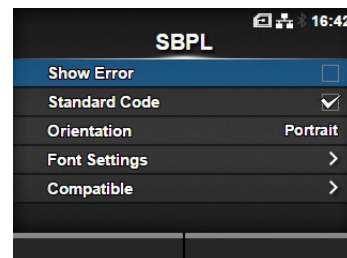 16:42
SBPL
Show Error
Standard Code
Orientation Portrait
Font Settings
Compatible